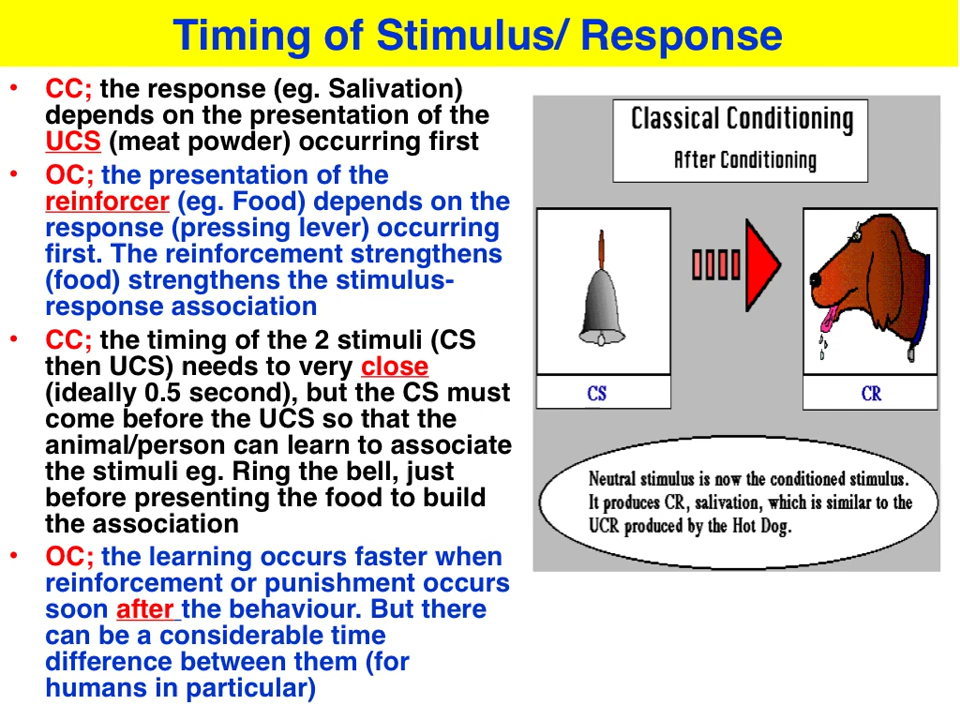 Timing of Stimulus/ Response
• CC; the response (eg. Salivation)
depends on the presentation of the
UCS (meat powder) occurring first
• OC; the presentation of the
reinforcer (eg. Food) depends on the
response (pressing lever) occurring
first. The reinforcement strengthens
(food) strengthens the stimulus-
response association
• CC; the timing of the 2 stimuli (CS
then UCS) needs to very close
(ideally 0.5 second), but the CS must
come before the UCS so that the
animal/person can learn to associate
the stimuli eg. Ring the bell, just
before presenting the food to build
the association
• OC; the learning occurs faster when
reinforcement or punishment occurs
soon after the behaviour. But there
can be a considerable time
difference between them (for
humans in particular)
Classical Conditioning
After Conditioning
CS
CR
Neutral stimulus is now the conditioned stimulus.
It produces CR, salivation, which is similar to the
UCR produced by the Hot Dog.